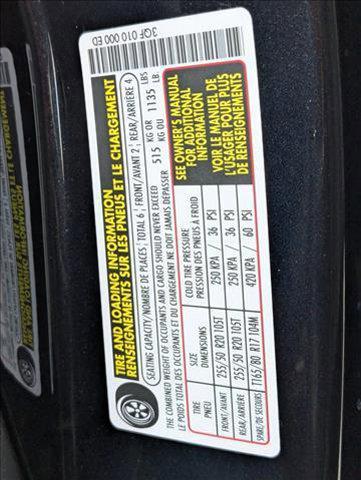 3QF 010 000 ED
TIRE AND LOADING INFORMATION
RENSEIGNEMENTS SUR LES PNEUS ET LE CHARGEMENT
SEATING CAPACITY/NOMBRE DE PLACES: TOTAL 6 FRONT/AVANT 2 REAR/ARRIÈRE 4
THE COMBINED WEIGHT OF OCCUPANTS AND CARGO SHOULD NEVER EXCEED 515 KG OR 1135 LBS
LE POIDS TOTAL DES OCCUPANTS ET DU CHARGEMENT NE DOIT JAMAIS DÉPASSER 515 KG OU 1135 LB.
TIRE SIZE COLD TIRE PRESSURE
PNEU DIMENSIONS PRESSION DES PNEUS À FROID
FRONT/AVANT 255/50 R20 105T 250 KPA / 36 PSI
REAR/ARRIÈRE 255/50 R20 105T 250 KPA / 36 PSI
SPARE/DE SECOURS T165/80 R17 104M 420 KPA / 60 PSI
SEE OWNER'S MANUAL
FOR ADDITIONAL
INFORMATION
VOIR LE MANUEL DE
L'USAGER POUR PLUS
DE RENSEIGNEMENTS